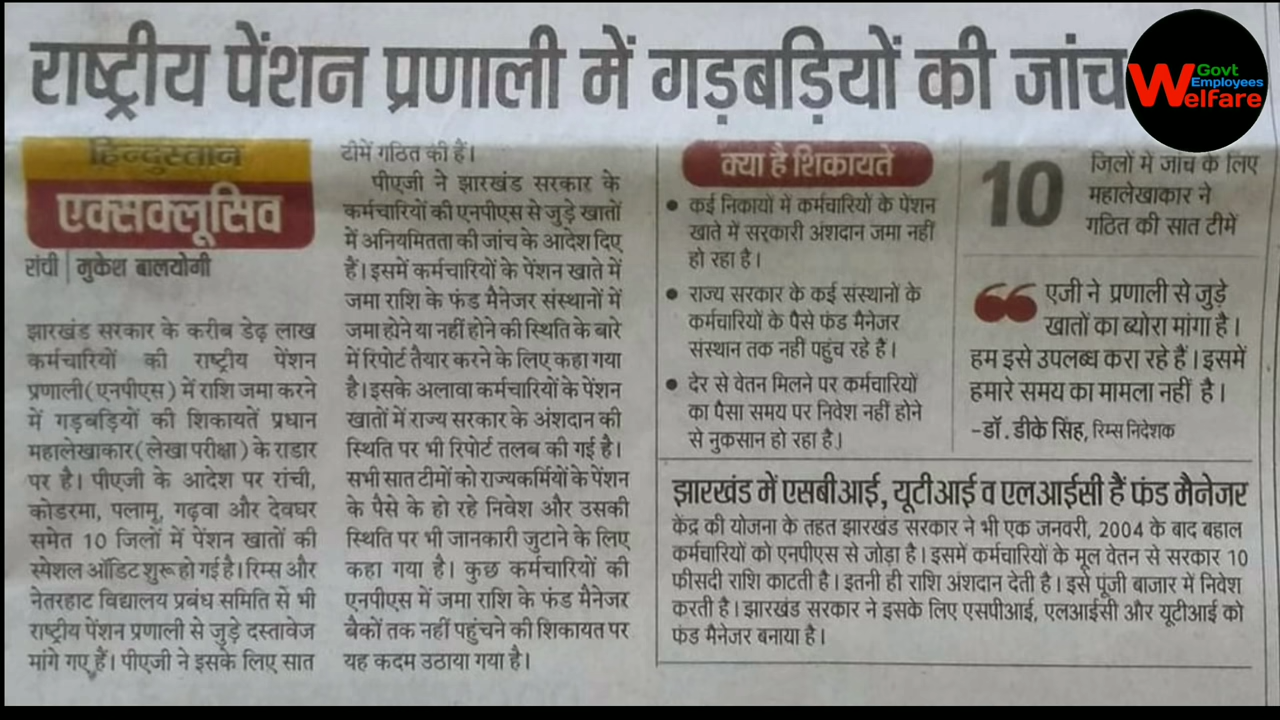 राष्ट्रीय पेंशन प्रणाली में गड़बड़ियों की जांच
Govt
Employees
Welfare
हिन्दुस्तान
एक्सक्लूसिव
रांची | मुकेश बालयोगी
झारखंड सरकार के करीब डेढ़ लाख
कर्मचारियों की राष्ट्रीय पेंशन
प्रणाली(एनपीएस) में राशि जमा करने
में गड़बड़ियों की शिकायतें प्रधान
महालेखाकार(लेखा परीक्षा) के राडार
पर है। पीएजी के आदेश पर रांची,
कोडरमा, पलामू, गढ़वा और देवघर
समेत 10 जिलों में पेंशन खातों की
स्पेशल ऑडिट शुरू हो गई है। रिम्स और
नेतरहाट विद्यालय प्रबंध समिति से भी
राष्ट्रीय पेंशन प्रणाली से जुड़े दस्तावेज
मांगे गए हैं। पीएजी ने इसके लिए सात
टीमें गठित की हैं।
पीएजी ने झारखंड सरकार के
कर्मचारियों की एनपीएस से जुड़े खातों
में अनियमितता की जांच के आदेश दिए
हैं। इसमें कर्मचारियों के पेंशन खाते में
जमा राशि के फंड मैनेजर संस्थानों में
जमा होने या नहीं होने की स्थिति के बारे
में रिपोर्ट तैयार करने के लिए कहा गया
है। इसके अलावा कर्मचारियों के पेंशन
खातों में राज्य सरकार के अंशदान की
स्थिति पर भी रिपोर्ट तलब की गई है।
सभी सात टीमों को राज्यकर्मियों के पेंशन
के पैसे के हो रहे निवेश और उसकी
स्थिति पर भी जानकारी जुटाने के लिए
कहा गया है। कुछ कर्मचारियों की
एनपीएस में जमा राशि के फंड मैनेजर
बैकों तक नहीं पहुंचने की शिकायत पर
यह कदम उठाया गया है।
क्या है शिकायतें
• कई निकायों में कर्मचारियों के पेंशन
खाते में सरकारी अंशदान जमा नहीं
हो रहा है।
• राज्य सरकार के कई संस्थानों के
कर्मचारियों के पैसे फंड मैनेजर
संस्थान तक नहीं पहुंच रहे हैं।
• देर से वेतन मिलने पर कर्मचारियों
का पैसा समय पर निवेश नहीं होने
से नुकसान हो रहा है।
10
जिलों में जांच के लिए
महालेखाकार ने
गठित की सात टीमें
“ एजी ने प्रणाली से जुड़े
खातों का ब्योरा मांगा है।
हम इसे उपलब्ध करा रहे हैं। इसमें
हमारे समय का मामला नहीं है।
-डॉ. डीके सिंह, रिम्स निदेशक
झारखंड में एसबीआई, यूटीआई व एलआईसी हैं फंड मैनेजर
केंद्र की योजना के तहत झारखंड सरकार ने भी एक जनवरी, 2004 के बाद बहाल
कर्मचारियों को एनपीएस से जोड़ा है। इसमें कर्मचारियों के मूल वेतन से सरकार 10
फीसदी राशि काटती है। इतनी ही राशि अंशदान देती है। इसे पूंजी बाजार में निवेश
करती है। झारखंड सरकार ने इसके लिए एसपीआई, एलआईसी और यूटीआई को
फंड मैनेजर बनाया है।